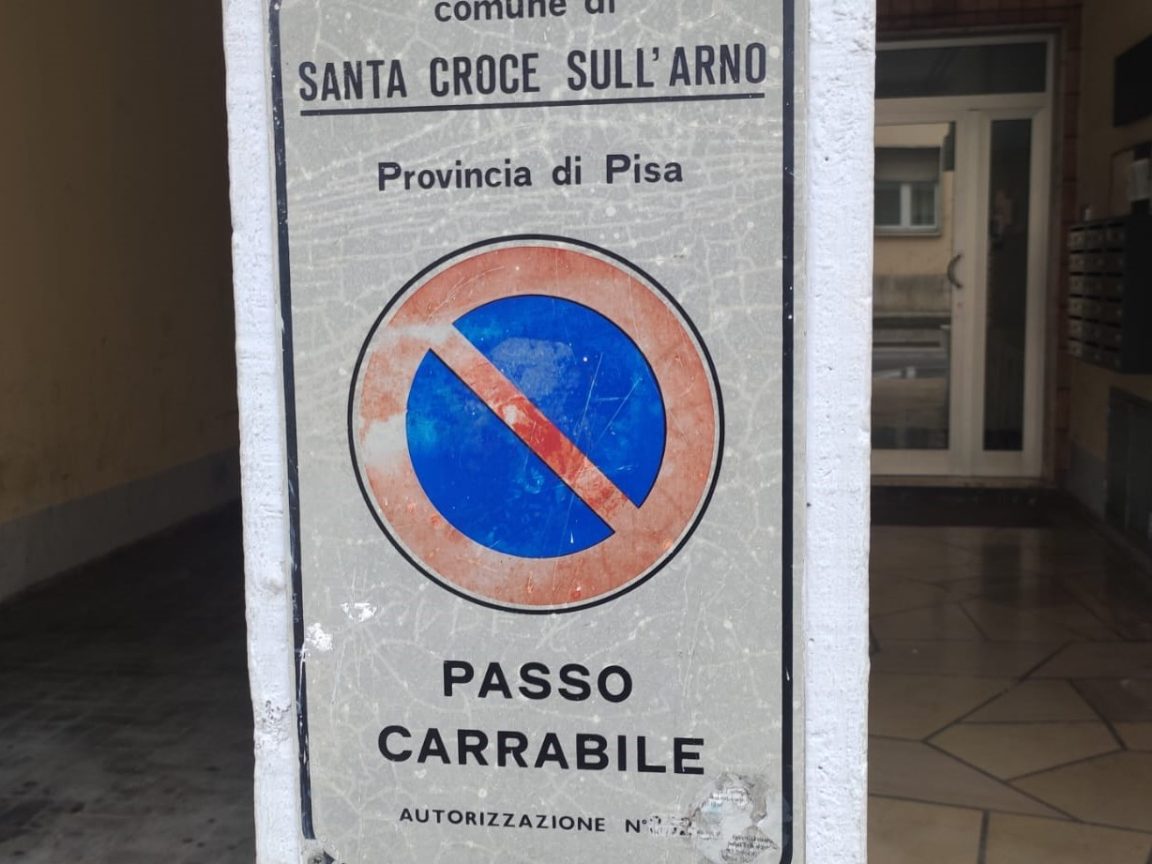 comune di
SANTA CROCE SULL'ARNO
Provincia di Pisa
PASSO
CARRABILE
AUTORIZZAZIONE N°